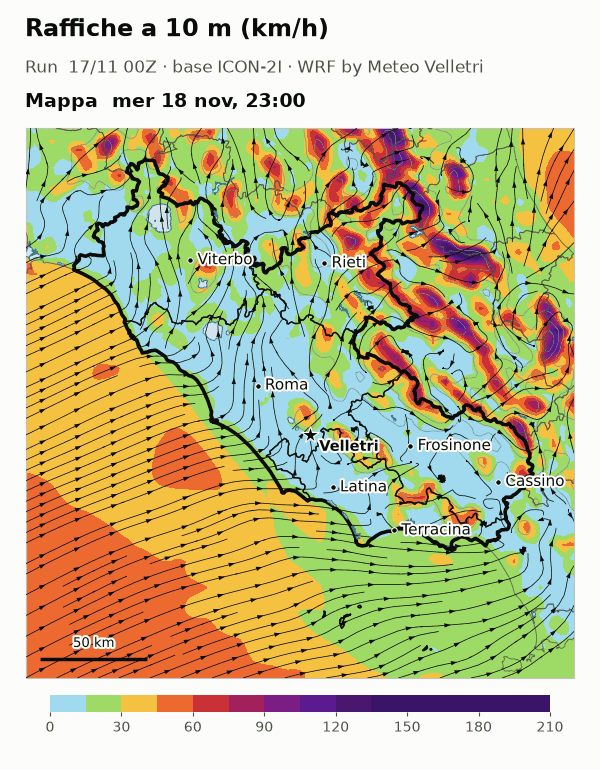 Raffiche a 10 m (km/h)
Run  17/11 00Z · base ICON-2I · WRF by Meteo Velletri
Mappa  mer 18 nov, 23:00
Viterbo
Rieti
Roma
Velletri
Frosinone
Latina
Cassino
Terracina
50 km
0 30 60 90 120 150 180 210